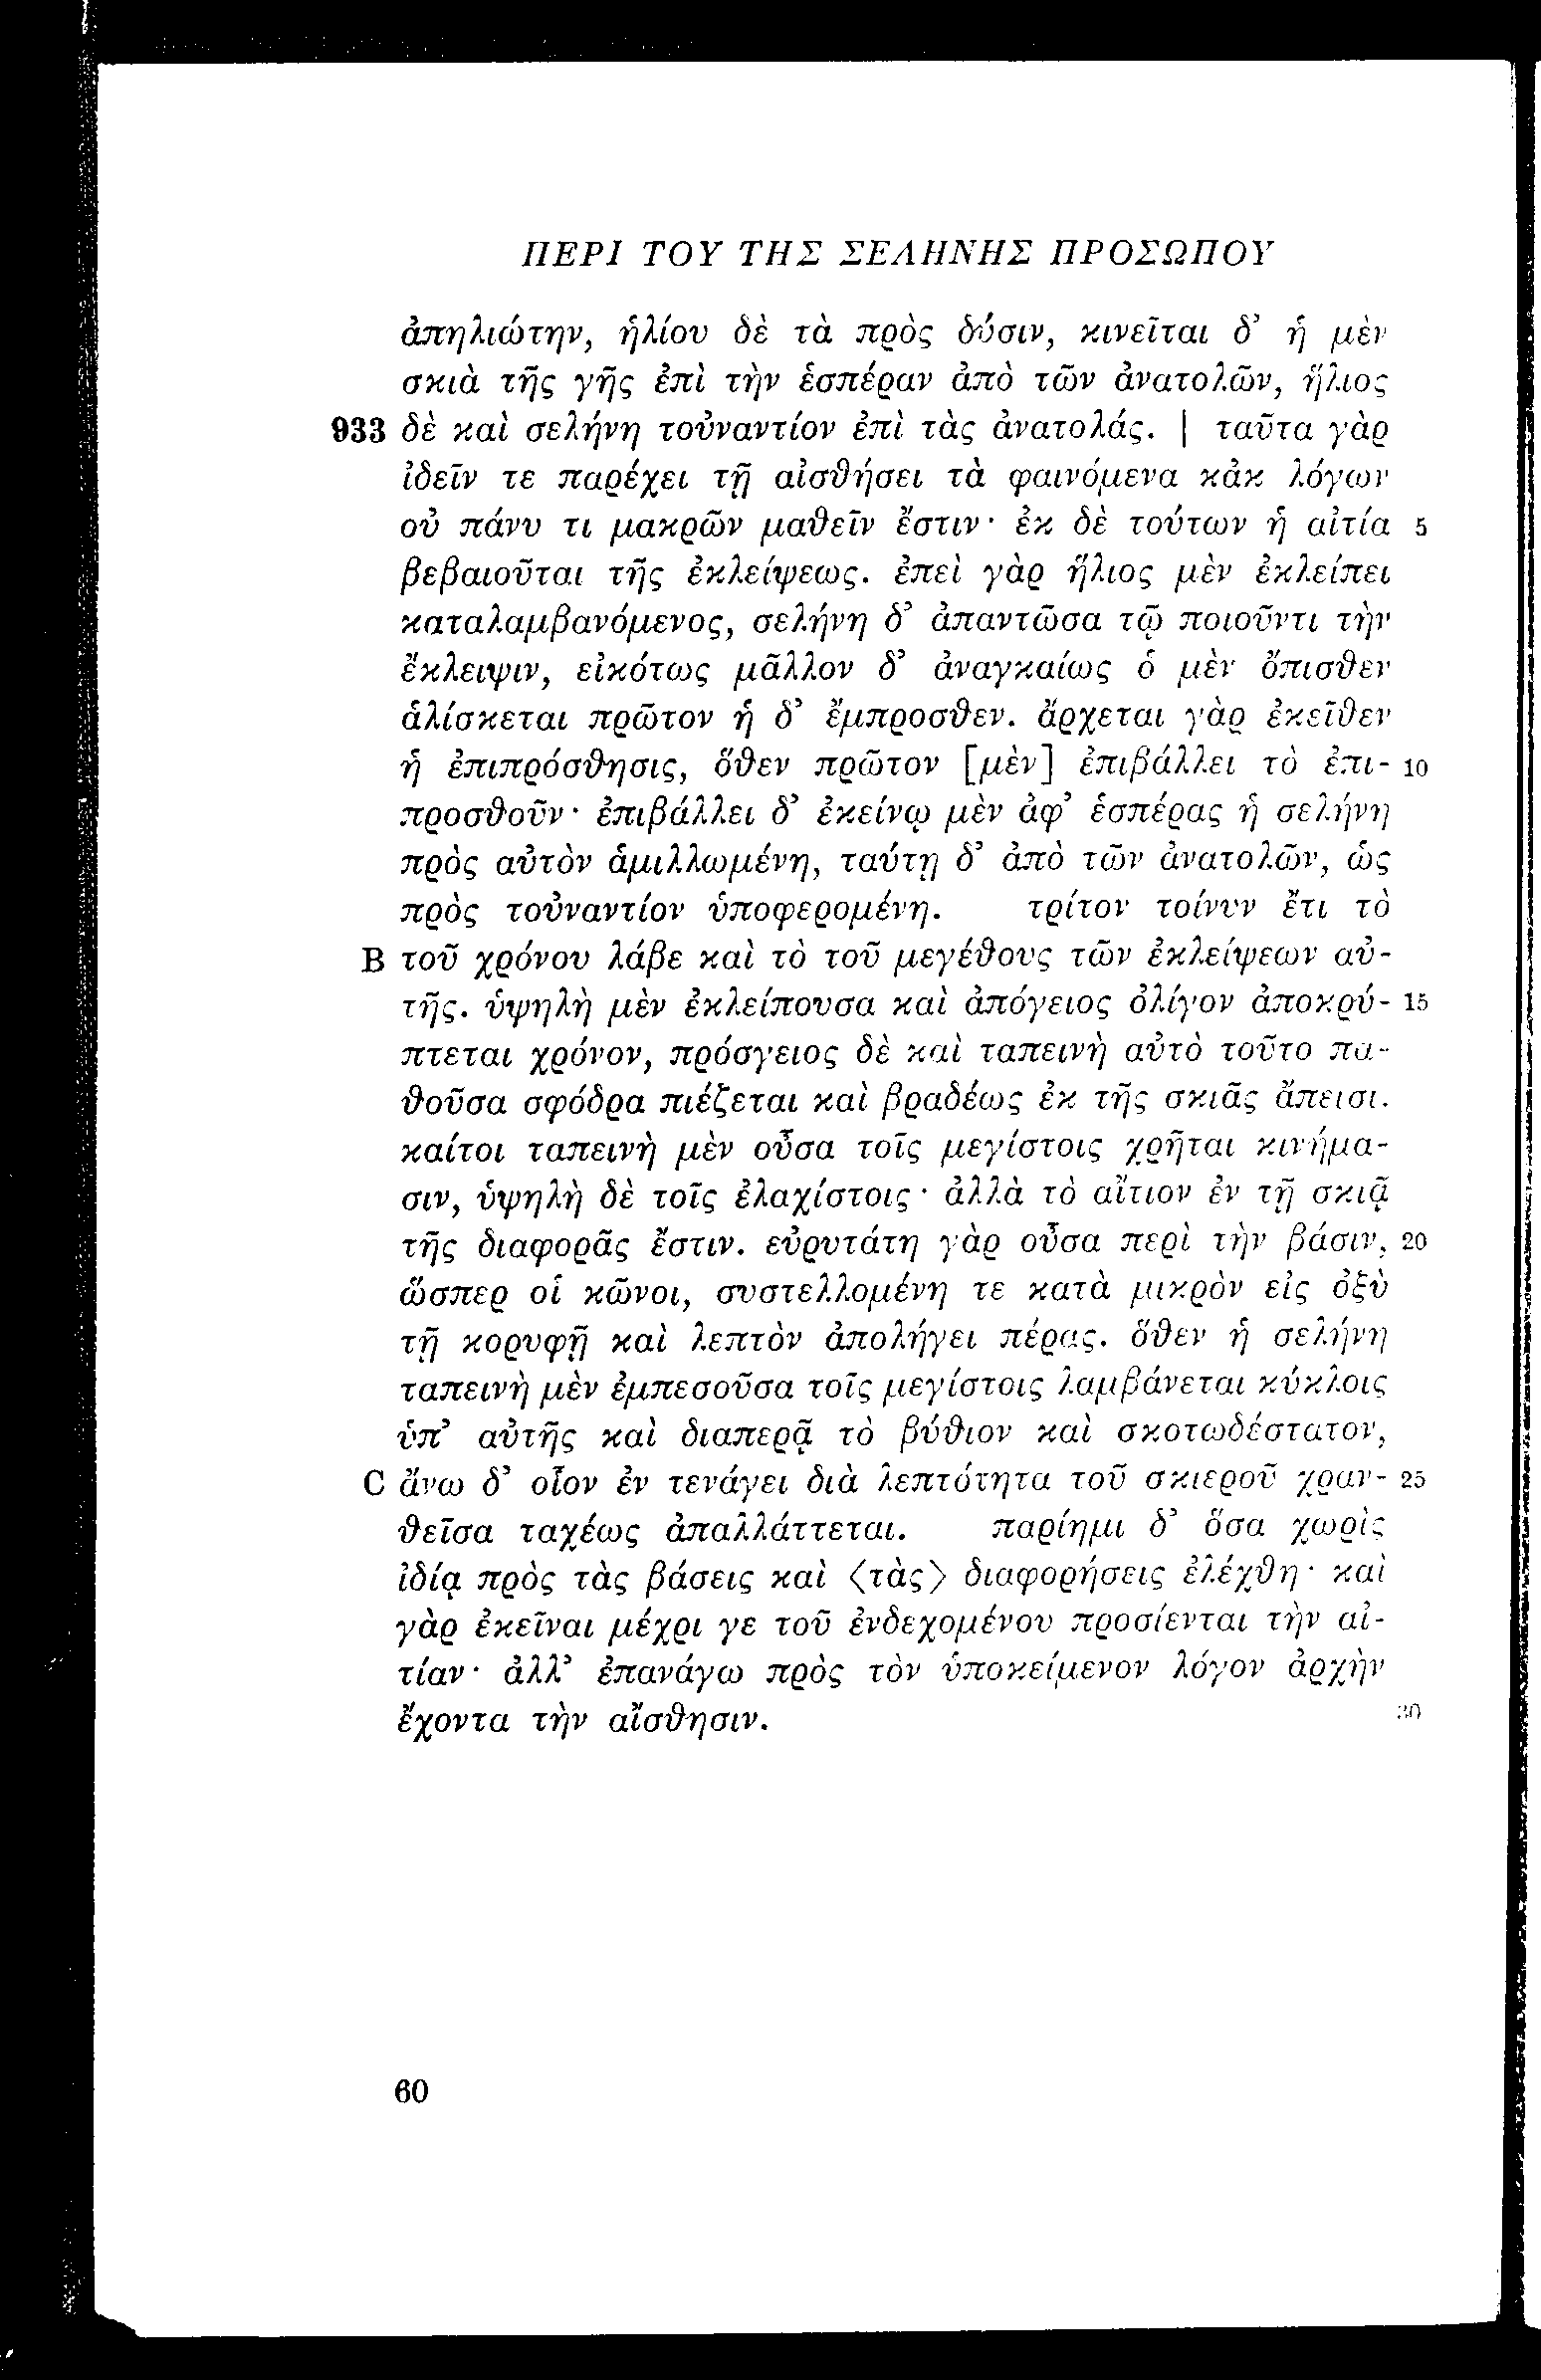 ΠΕΡΙ ΤΟΥ ΤΗΣ ΣΕΛΗΝΗΣ ΠΡΟΣΩΠΟΥ
ἀπηλιώτην, ἡλίου δὲ τὰ πρὸς δύσιν, κινεῖται δ’ ἡ μὲν
σκιὰ τῆς γῆς ἐπὶ τὴν ἑσπέραν ἀπὸ τῶν ἀνατολῶν, ἥλιος
933 δὲ καὶ σελήνη τοὐναντίον ἐπὶ τὰς ἀνατολάς. | ταῦτα γὰρ
ἰδεῖν τε παρέχει τῇ αἰσθήσει τὰ φαινόμενα κἀκ λόγων
οὐ πάνυ τι μακρῶν μαθεῖν ἔστιν· ἐκ δὲ τούτων ἡ αἰτία 5
βεβαιοῦται τῆς ἐκλείψεως. ἐπεὶ γὰρ ἥλιος μὲν ἐκλείπει
καταλαμβανόμενος, σελήνη δ’ ἀπαντῶσα τῷ ποιοῦντι τὴν
ἔκλειψιν, εἰκότως μᾶλλον δ’ ἀναγκαίως ὁ μὲν ὄπισθεν
ἁλίσκεται πρῶτον ἡ δ’ ἔμπροσθεν. ἄρχεται γὰρ ἐκεῖθεν
ἡ ἐπιπρόσθησις, ὅθεν πρῶτον [μὲν] ἐπιβάλλει τὸ ἐπι- 10
προσθοῦν· ἐπιβάλλει δ’ ἐκείνῳ μὲν ἀφ’ ἑσπέρας ἡ σελήνη
πρὸς αὐτὸν ἁμιλλωμένη, ταύτῃ δ’ ἀπὸ τῶν ἀνατολῶν, ὡς
πρὸς τοὐναντίον ὑποφερομένη. τρίτον τοίνυν ἔτι τὸ
B τοῦ χρόνου λάβε καὶ τὸ τοῦ μεγέθους τῶν ἐκλείψεων αὐ-
τῆς. ὑψηλὴ μὲν ἐκλείπουσα καὶ ἀπόγειος ὀλίγον ἀποκρύ- 15
πτεται χρόνον, πρόσγειος δὲ καὶ ταπεινὴ αὐτὸ τοῦτο πα-
θοῦσα σφόδρα πιέζεται καὶ βραδέως ἐκ τῆς σκιᾶς ἄπεισι.
καίτοι ταπεινὴ μὲν οὖσα τοῖς μεγίστοις χρῆται κινήμα-
σιν, ὑψηλὴ δὲ τοῖς ἐλαχίστοις· ἀλλὰ τὸ αἴτιον ἐν τῇ σκιᾷ
τῆς διαφορᾶς ἔστιν. εὐρυτάτη γὰρ οὖσα περὶ τὴν βάσιν, 20
ὥσπερ οἱ κῶνοι, συστελλομένη τε κατὰ μικρὸν εἰς ὀξὺ
τῇ κορυφῇ καὶ λεπτὸν ἀπολήγει πέρας. ὅθεν ἡ σελήνη
ταπεινὴ μὲν ἐμπεσοῦσα τοῖς μεγίστοις λαμβάνεται κύκλοις
ὑπ’ αὐτῆς καὶ διαπερᾷ τὸ βύθιον καὶ σκοτωδέστατον,
C ἄνω δ’ οἷον ἐν τενάγει διὰ λεπτότητα τοῦ σκιεροῦ χραν- 25
θεῖσα ταχέως ἀπαλλάττεται. παρίημι δ’ ὅσα χωρὶς
ἰδίᾳ πρὸς τὰς βάσεις καὶ ⟨τὰς⟩ διαφορήσεις ἐλέχθη· καὶ
γὰρ ἐκεῖναι μέχρι γε τοῦ ἐνδεχομένου προσίενται τὴν αἰ-
τίαν· ἀλλ’ ἐπανάγω πρὸς τὸν ὑποκείμενον λόγον ἀρχὴν
ἔχοντα τὴν αἴσθησιν. 30
60